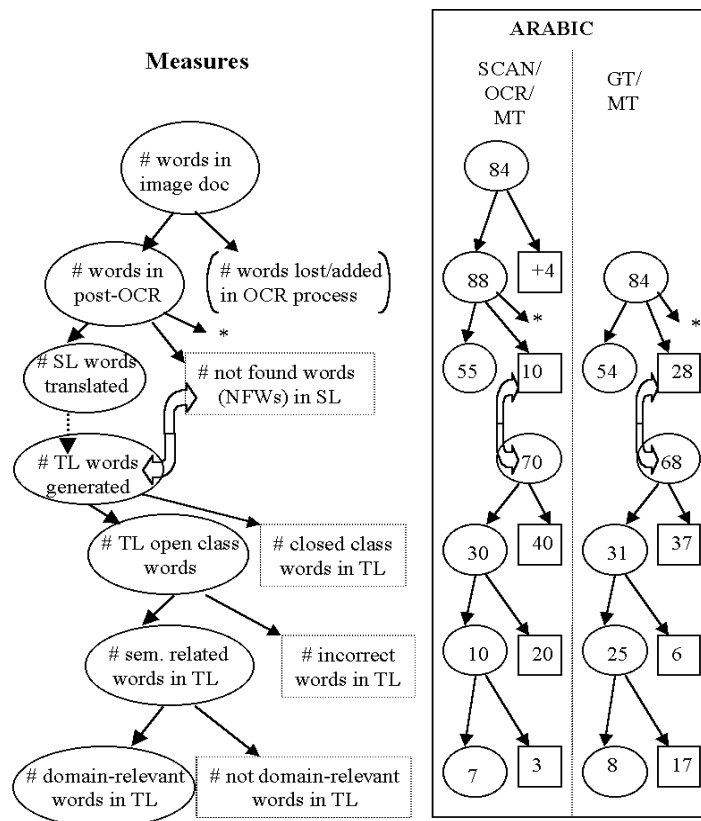 ARABIC
Measures
SCAN/
OCR/
MT
GT/
MT
# words in
image doc
84
# words in
post-OCR
(# words lost/added
in OCR process)
88
+4
84
*
*
*
# SL words
translated
# not found words
(NFWs) in SL
55
10
54
28
# TL words
generated
70
68
# TL open class
words
# closed class
words in TL
30
40
31
37
# sem. related
words in TL
# incorrect
words in TL
10
20
25
6
# domain-relevant
words in TL
# not domain-relevant
words in TL
7
3
8
17